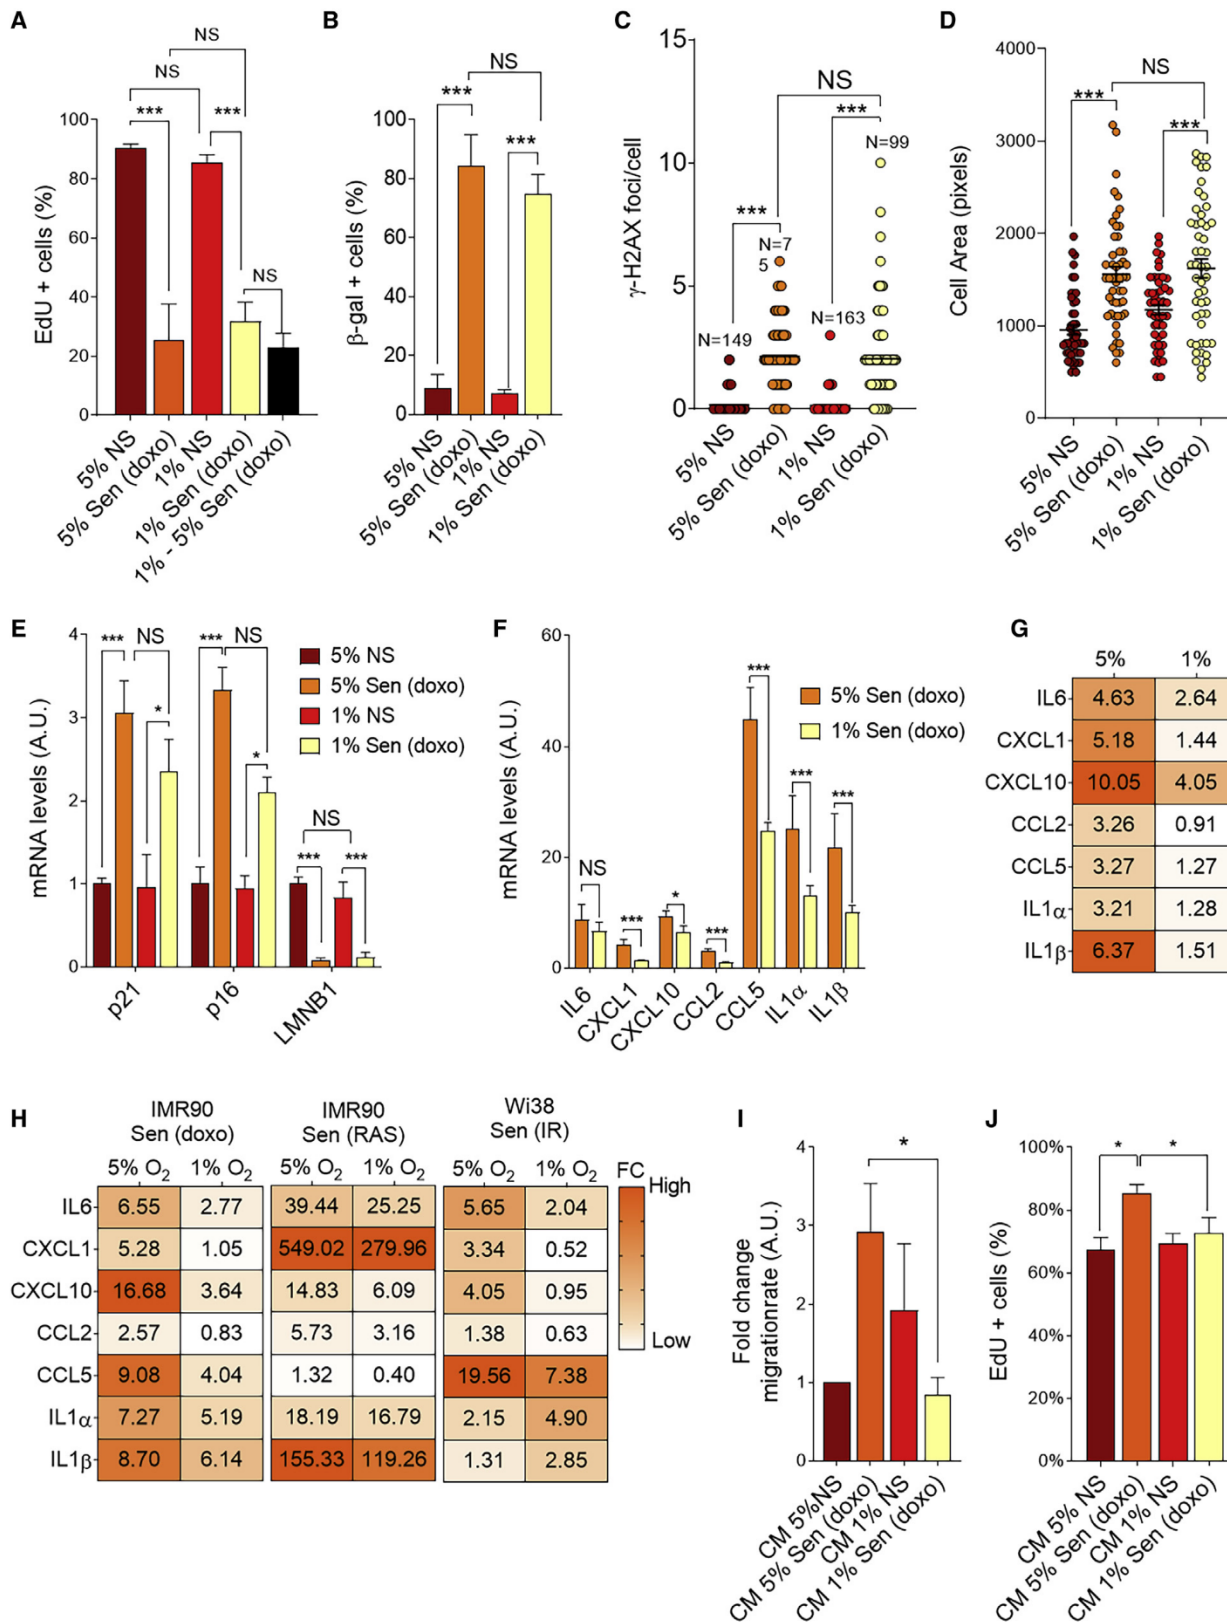 A
NS
NS
***
***
NS
EdU + cells (%)
100
80
60
40
20
0
5% NS
5% Sen (doxo)
1% NS
1% Sen (doxo)
1% - 5% Sen (doxo)
B
NS
***
***
β-gal + cells (%)
100
80
60
40
20
0
5% NS
5% Sen (doxo)
1% NS
1% Sen (doxo)
C
NS
***
***
N=149
N=7
5
N=163
N=99
γ-H2AX foci/cell
15
10
5
0
5% NS
5% Sen (doxo)
1% NS
1% Sen (doxo)
D
NS
***
***
Cell Area (pixels)
4000
3000
2000
1000
0
5% NS
5% Sen (doxo)
1% NS
1% Sen (doxo)
E
*** NS
*
*** NS
*
NS
*** ***
mRNA levels (A.U.)
4
3
2
1
0
p21
p16
LMNB1
5% NS
5% Sen (doxo)
1% NS
1% Sen (doxo)
F
mRNA levels (A.U.)
60
40
20
0
NS
***
*
***
***
***
***
IL6
CXCL1
CXCL10
CCL2
CCL5
IL1α
IL1β
5% Sen (doxo)
1% Sen (doxo)
G
5% 1%
IL6 4.63 2.64
CXCL1 5.18 1.44
CXCL10 10.05 4.05
CCL2 3.26 0.91
CCL5 3.27 1.27
IL1α 3.21 1.28
IL1β 6.37 1.51
H
IMR90
Sen (doxo)
IMR90
Sen (RAS)
Wi38
Sen (IR)
5% O2 1% O2 5% O2 1% O2 5% O2 1% O2
IL6 6.55 2.77 39.44 25.25 5.65 2.04
CXCL1 5.28 1.05 549.02 279.96 3.34 0.52
CXCL10 16.68 3.64 14.83 6.09 4.05 0.95
CCL2 2.57 0.83 5.73 3.16 1.38 0.63
CCL5 9.08 4.04 1.32 0.40 19.56 7.38
IL1α 7.27 5.19 18.19 16.79 2.15 4.90
IL1β 8.70 6.14 155.33 119.26 1.31 2.85
FC
High
Low
I
*
Fold change
migrationrate (A.U.)
4
3
2
1
0
CM 5%NS
CM 5% Sen (doxo)
CM 1% NS
CM 1% Sen (doxo)
J
* *
EdU + cells (%)
100%
80%
60%
40%
20%
0%
CM 5% NS
CM 5% Sen (doxo)
CM 1% NS
CM 1% Sen (doxo)